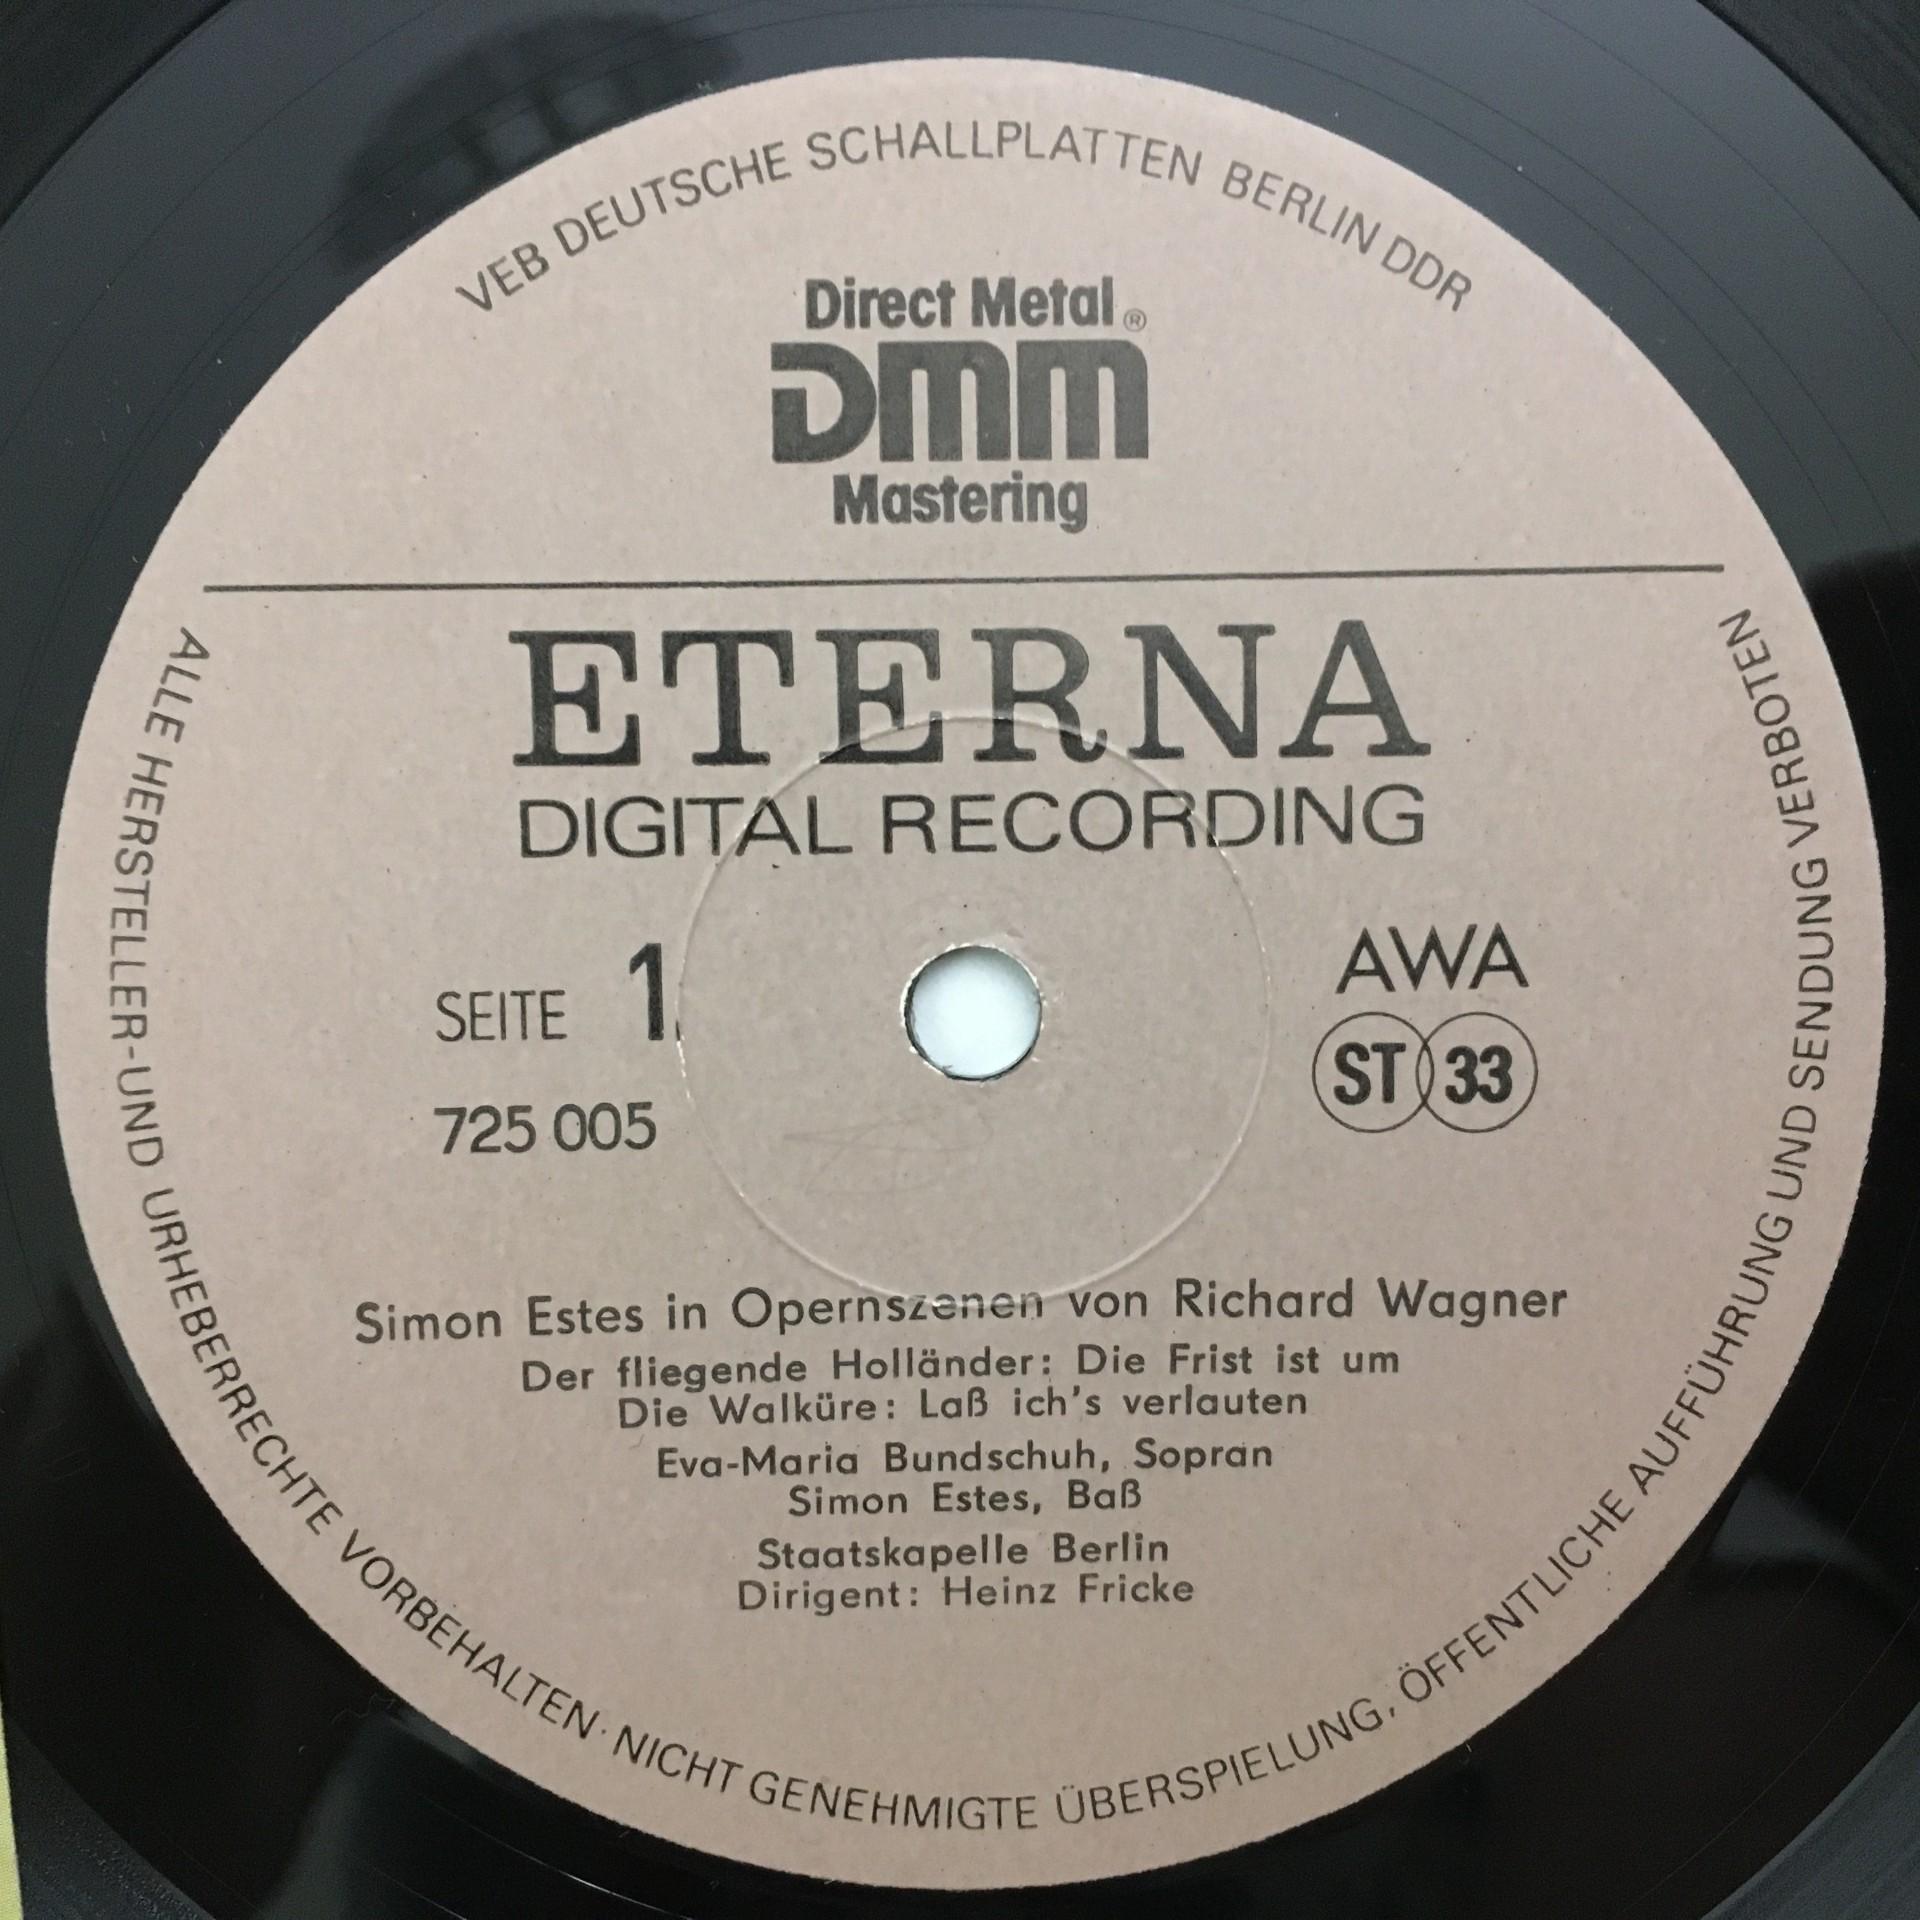 VEB DEUTSCHE SCHALLPLATTEN BERLIN DDR
Direct Metal ®
DMM
Mastering
ETERNA
DIGITAL RECORDING
SEITE 1
AWA
725 005
ST 33
Simon Estes in Opernszenen von Richard Wagner
Der fliegende Holländer: Die Frist ist um
Die Walküre: Laß ich's verlauten
Eva-Maria Bundschuh, Sopran
Simon Estes, Baß
Staatskapelle Berlin
Dirigent: Heinz Fricke
ALLE HERSTELLER-UND URHEBERRECHTE VORBEHALTEN · NICHT GENEHMIGTE ÜBERSPIELUNG, ÖFFENTLICHE AUFFÜHRUNG UND SENDUNG VERBOTEN